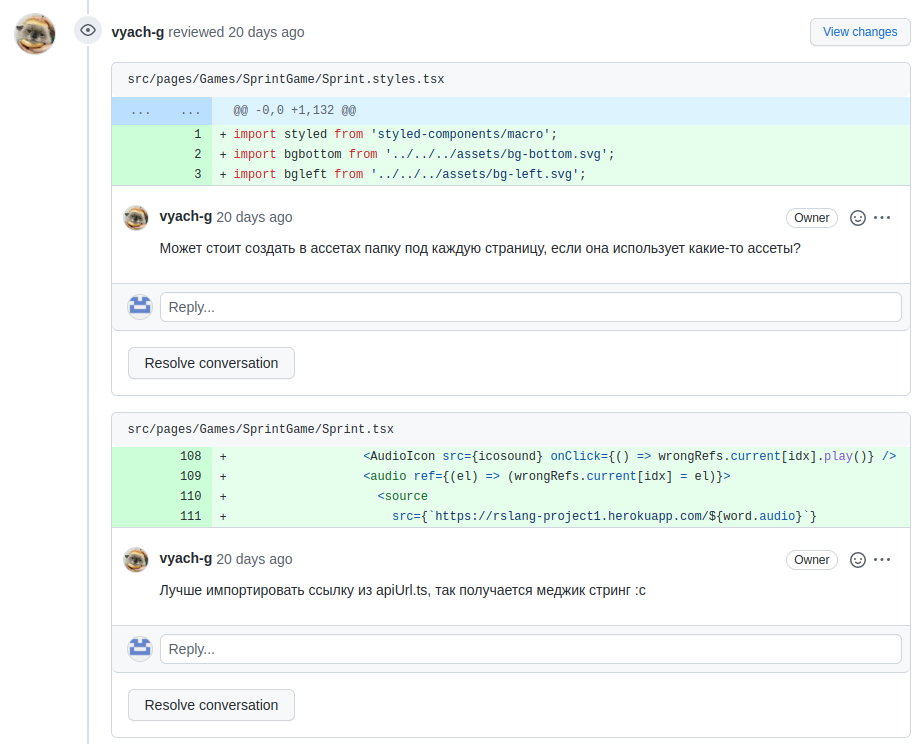 vyach-g reviewed 20 days ago View changes
src/pages/Games/SprintGame/Sprint.styles.tsx
... ... @@ -0,0 +1,132 @@
1 + import styled from 'styled-components/macro';
2 + import bgbottom from '../../../assets/bg-bottom.svg';
3 + import bgleft from '../../../assets/bg-left.svg';
vyach-g 20 days ago Owner ...
Может стоит создать в ассетах папку под каждую страницу, если она использует какие-то ассеты?
Reply...
Resolve conversation
src/pages/Games/SprintGame/Sprint.tsx
108 + <AudioIcon src={icosound} onClick={() => wrongRefs.current[idx].play()} />
109 + <audio ref={(el) => (wrongRefs.current[idx] = el)}>
110 + <source
111 + src={`https://rslang-project1.herokuapp.com/${word.audio}`}
vyach-g 20 days ago Owner ...
Лучше импортировать ссылку из apiUrl.ts, так получается меджик стринг :c
Reply...
Resolve conversation